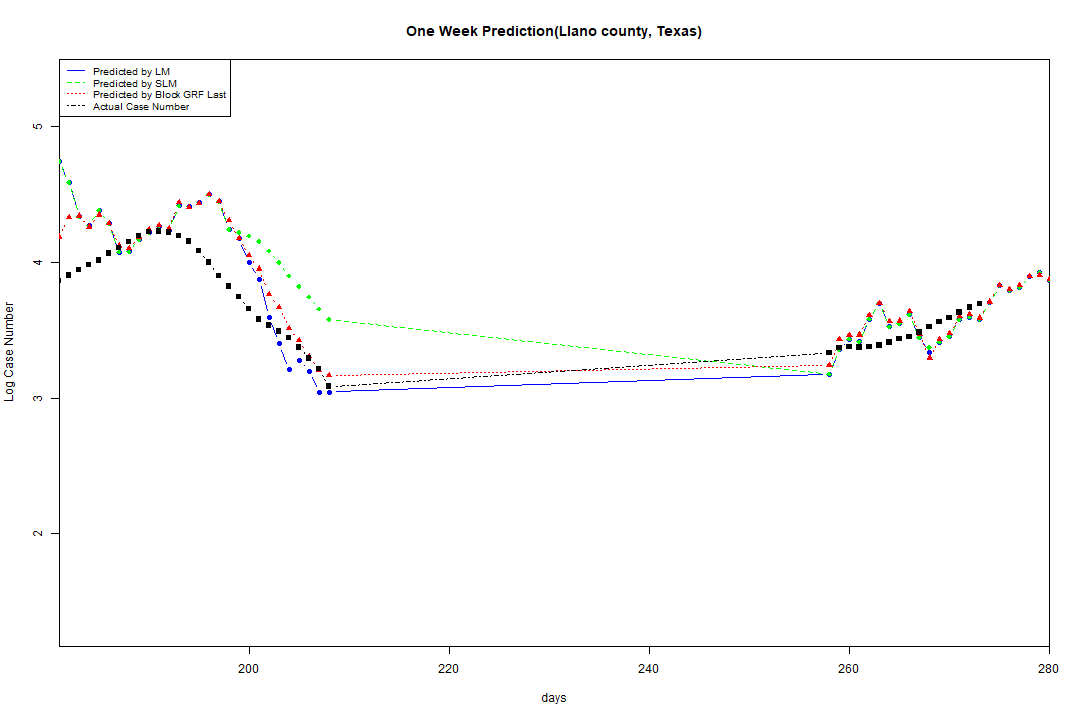 One Week Prediction(Llano county, Texas)
Predicted by LM
Predicted by SLM
Predicted by Block GRF Last
Actual Case Number
5
4
3
2
Log Case Number
200 220 240 260 280
days